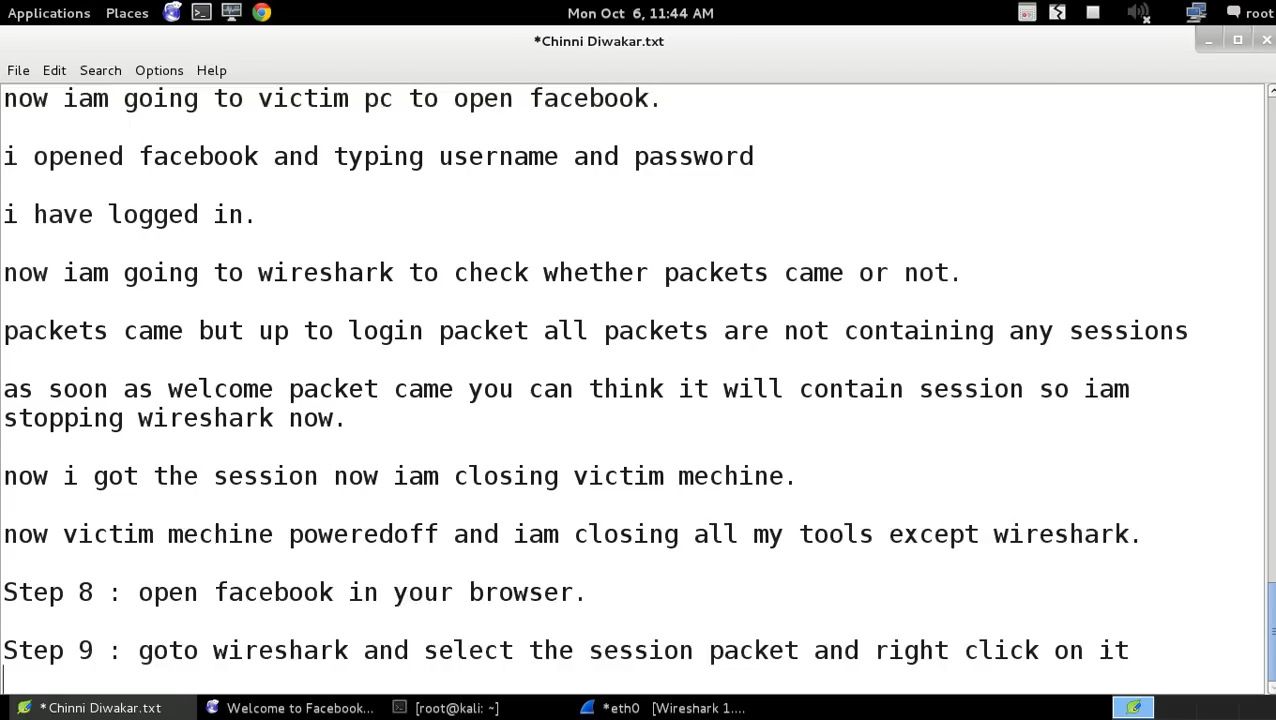 Applications Places Mon Oct 6, 11:44 AM root
*Chinni Diwakar.txt
File Edit Search Options Help
now iam going to victim pc to open facebook.
i opened facebook and typing username and password
i have logged in.
now iam going to wireshark to check whether packets came or not.
packets came but up to login packet all packets are not containing any sessions
as soon as welcome packet came you can think it will contain session so iam
stopping wireshark now.
now i got the session now iam closing victim mechine.
now victim mechine poweredoff and iam closing all my tools except wireshark.
Step 8 : open facebook in your browser.
Step 9 : goto wireshark and select the session packet and right click on it
*Chinni Diwakar.txt Welcome to Facebook... [root@kali: ~] *eth0 [Wireshark 1....